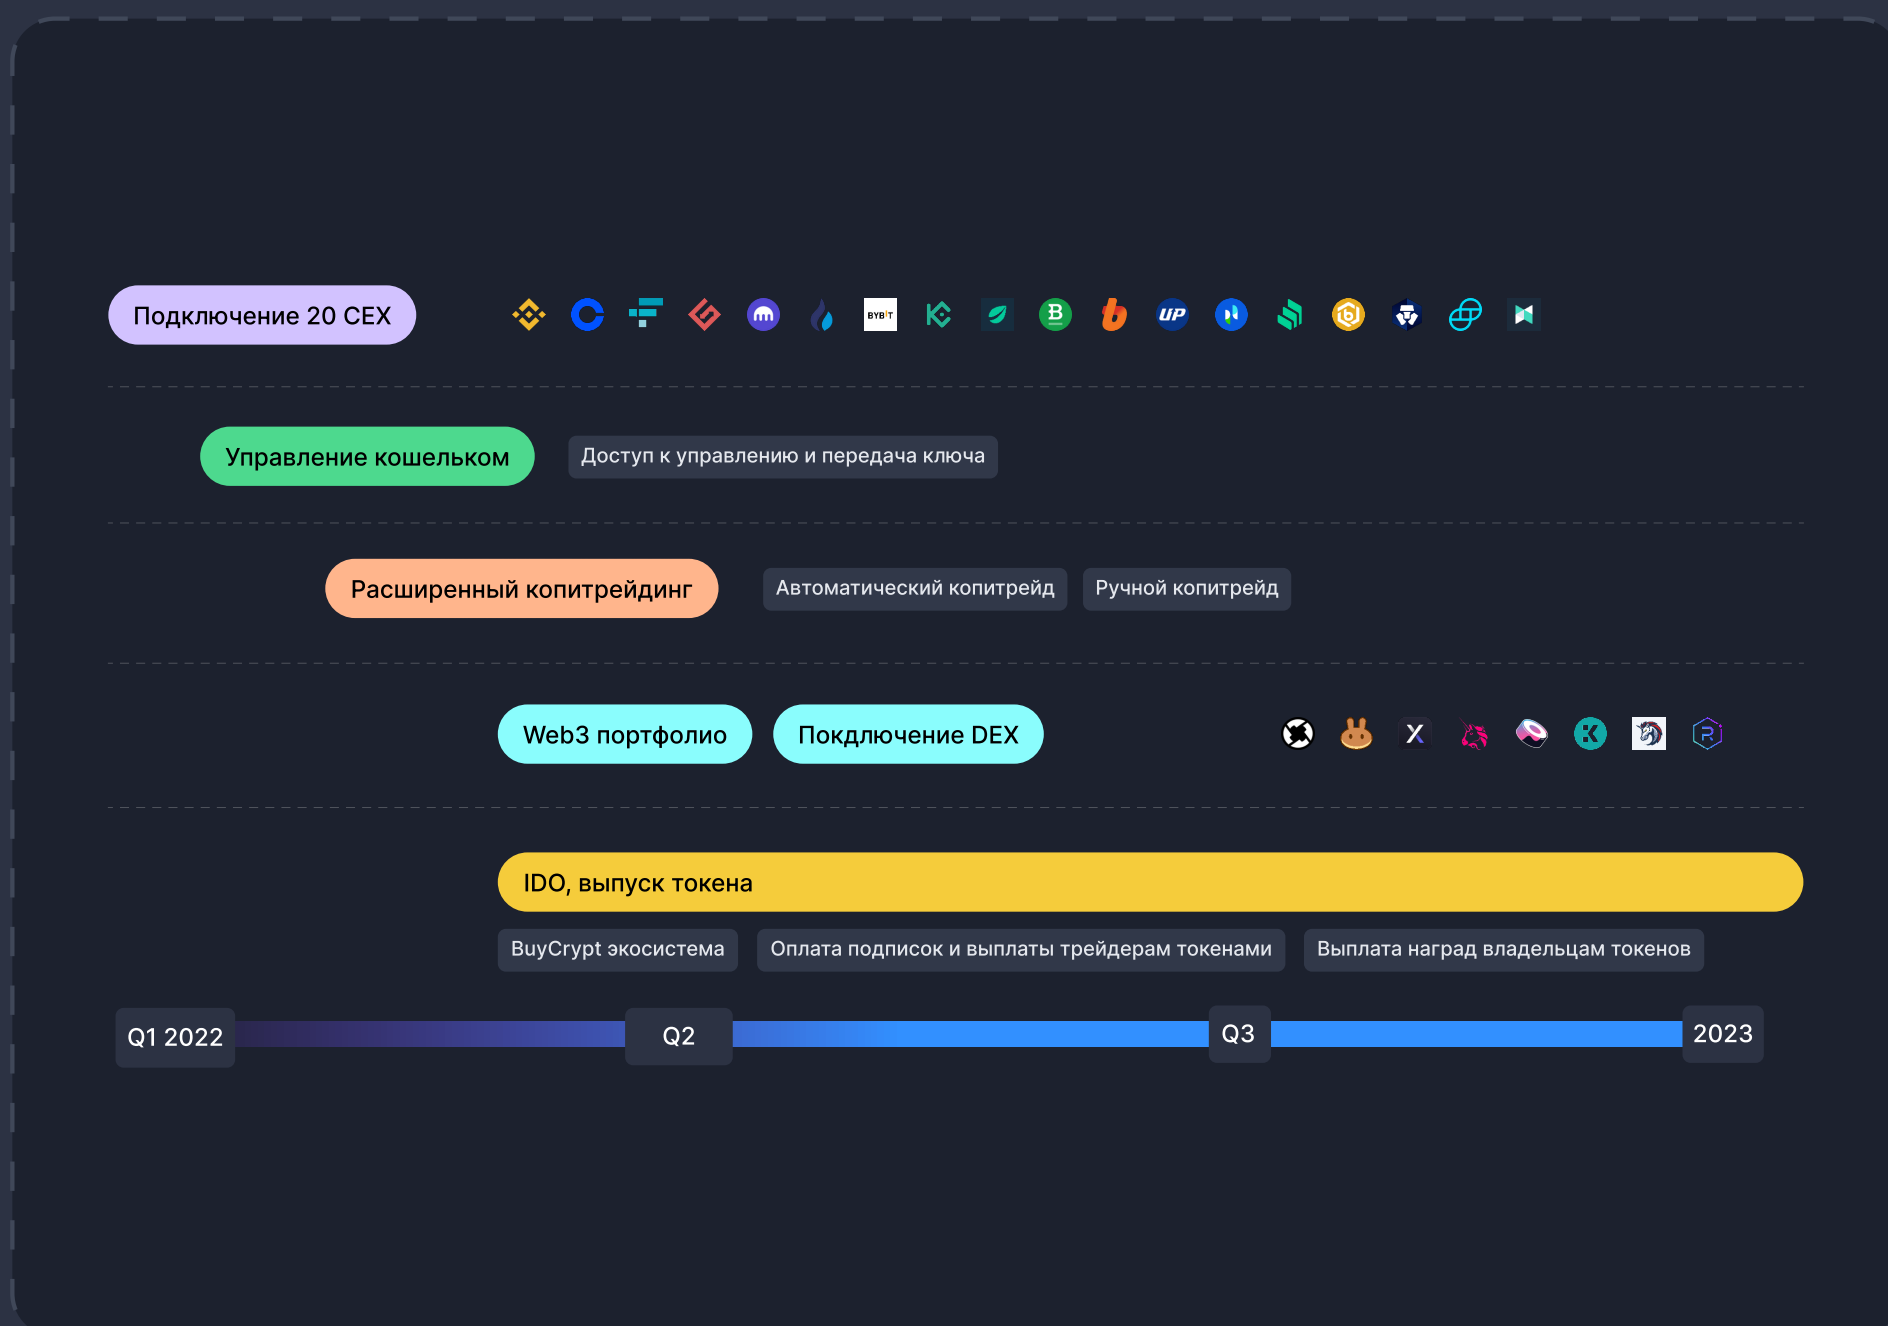 Подключение 20 CEX
BYBIT
UP
Управление кошельком
Доступ к управлению и передача ключа
Расширенный копитрейдинг
Автоматический копитрейд
Ручной копитрейд
Web3 портфолио
Покдлючение DEX
IDO, выпуск токена
BuyCrypt экосистема
Оплата подписок и выплаты трейдерам токенами
Выплата наград владельцам токенов
Q1 2022
Q2
Q3
2023